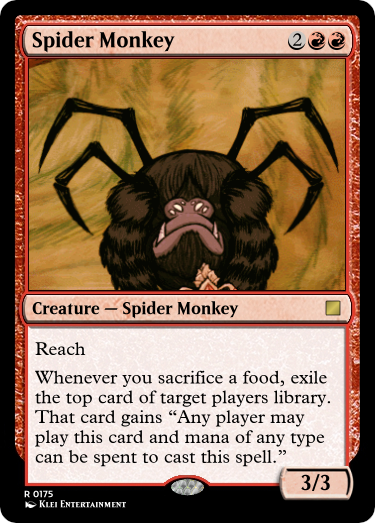 Spider Monkey 2
Creature — Spider Monkey
Reach
Whenever you sacrifice a food, exile
the top card of target players library.
That card gains “Any player may
play this card and mana of any type
can be spent to cast this spell.”
3/3
R 0175
Klei Entertainment